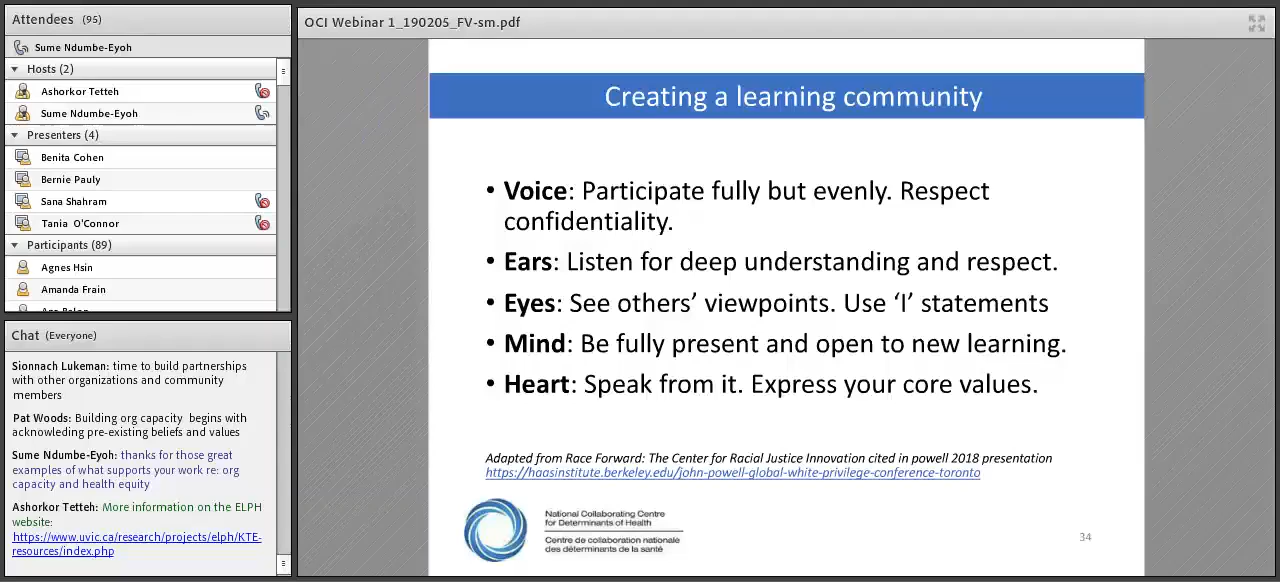 Attendees (95)
Sume Ndumbe-Eyoh
Hosts (2)
Ashorkor Tetteh
Sume Ndumbe-Eyoh
Presenters (4)
Benita Cohen
Bernie Pauly
Sana Shahram
Tania O'Connor
Participants (89)
Agnes Hsin
Amanda Frain
Chat (Everyone)
Sionnach Lukeman: time to build partnerships
with other organizations and community
members
Pat Woods: Building org capacity begins with
acknowleding pre-existing beliefs and values
Sume Ndumbe-Eyoh: thanks for those great
examples of what supports your work re: org
capacity and health equity
Ashorkor Tetteh: More information on the ELPH
website:
https://www.uvic.ca/research/projects/elph/KTE-
resources/index.php
OCI Webinar 1_190205_FV-sm.pdf
Creating a learning community
• Voice: Participate fully but evenly. Respect
confidentiality.
• Ears: Listen for deep understanding and respect.
• Eyes: See others’ viewpoints. Use ‘I’ statements
• Mind: Be fully present and open to new learning.
• Heart: Speak from it. Express your core values.
Adapted from Race Forward: The Center for Racial Justice Innovation cited in powell 2018 presentation
https://haasinstitute.berkeley.edu/john-powell-global-white-privilege-conference-toronto
National Collaborating Centre
for Determinants of Health
Centre de collaboration nationale
des déterminants de la santé
34